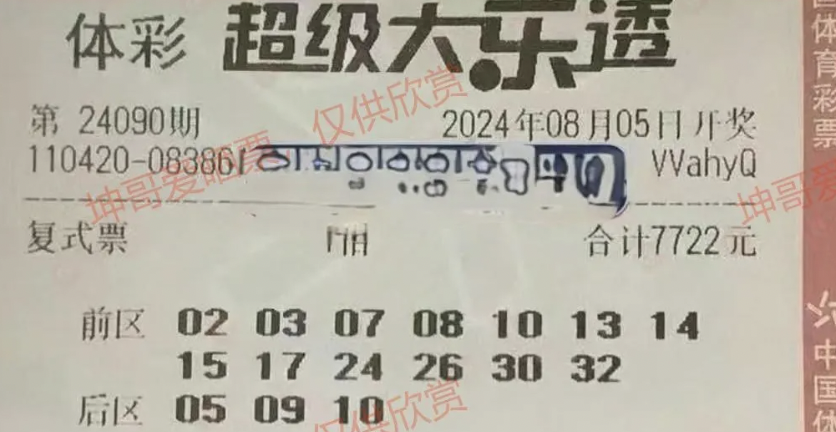 体彩 超级大乐透
第 24090期 2024年08月05日开奖
110420-083861 VVahyQ
复式票 合计7722元
前区 02 03 07 08 10 13 14
15 17 24 26 30 32
后区 05 09 10
坤哥爱晒票，仅供欣赏
坤哥
仅供欣赏
国体育彩票
中国体